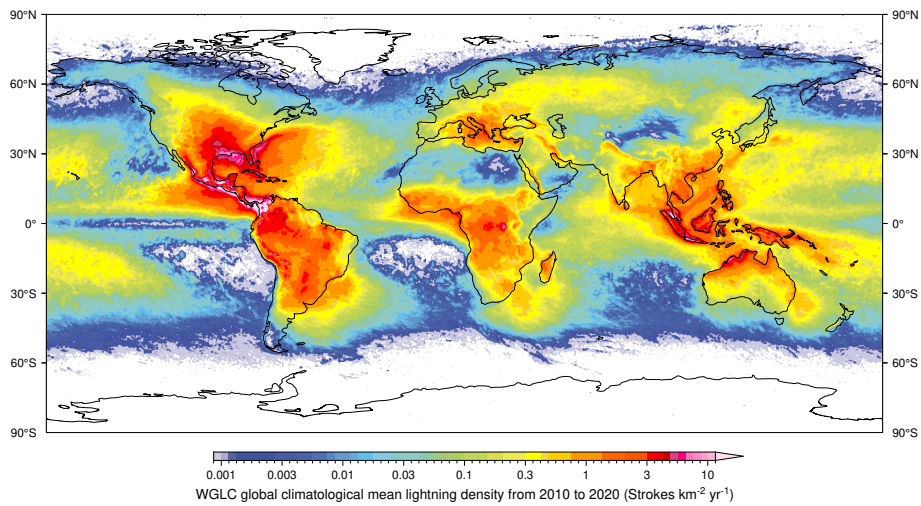 90°N 90°N
60°N 60°N
30°N 30°N
0° 0°
30°S 30°S
60°S 60°S
90°S 90°S
0.001 0.003 0.01 0.03 0.1 0.3 1 3 10
WGLC global climatological mean lightning density from 2010 to 2020 (Strokes km⁻² yr⁻¹)